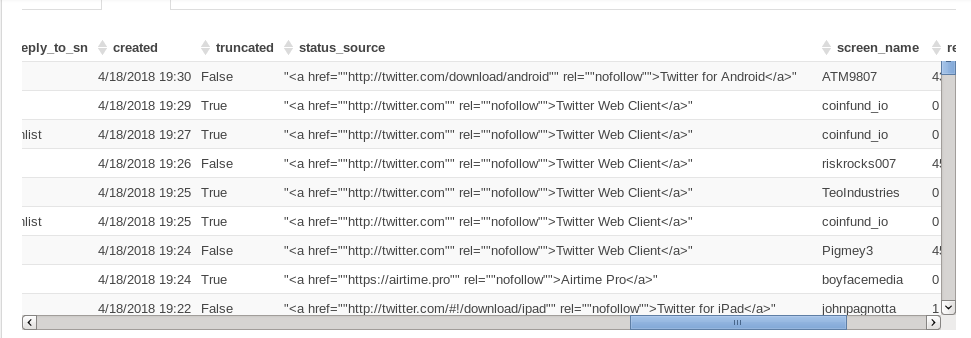 eply_to_sn created truncated status_source screen_name re
4/18/2018 19:30 False "<a href=""http://twitter.com/download/android"" rel=""nofollow"">Twitter for Android</a>" ATM9807
4/18/2018 19:29 True "<a href=""http://twitter.com"" rel=""nofollow"">Twitter Web Client</a>" coinfund_io 0
nlist 4/18/2018 19:27 True "<a href=""http://twitter.com"" rel=""nofollow"">Twitter Web Client</a>" coinfund_io 0
4/18/2018 19:26 False "<a href=""http://twitter.com"" rel=""nofollow"">Twitter Web Client</a>" riskrocks007 45
4/18/2018 19:25 True "<a href=""http://twitter.com"" rel=""nofollow"">Twitter Web Client</a>" TeoIndustries 0
nlist 4/18/2018 19:25 True "<a href=""http://twitter.com"" rel=""nofollow"">Twitter Web Client</a>" coinfund_io 0
4/18/2018 19:24 False "<a href=""http://twitter.com"" rel=""nofollow"">Twitter Web Client</a>" Pigmey3 45
4/18/2018 19:24 True "<a href=""https://airtime.pro"" rel=""nofollow"">Airtime Pro</a>" boyfacemedia 0
4/18/2018 19:22 False "<a href=""http://twitter.com/#!/download/ipad"" rel=""nofollow"">Twitter for iPad</a>" johnpagnotta 1